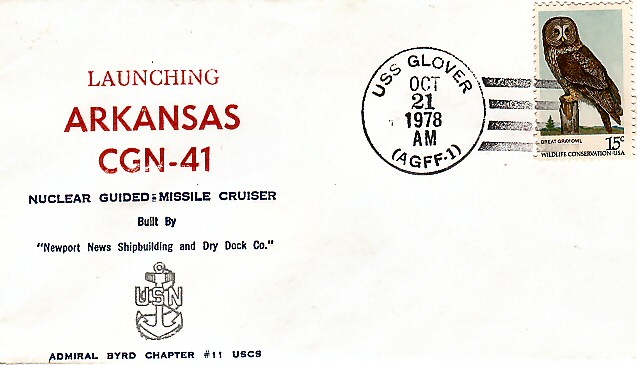 LAUNCHING
ARKANSAS
CGN-41
NUCLEAR GUIDED-MISSILE CRUISER
Built By
"Newport News Shipbuilding and Dry Dock Co."
USN
ADMIRAL BYRD CHAPTER #11 USCS
USS GLOVER
OCT
21
1978
AM
(AGFF-1)
GREAT GRAY OWL
15c
WILDLIFE CONSERVATION USA